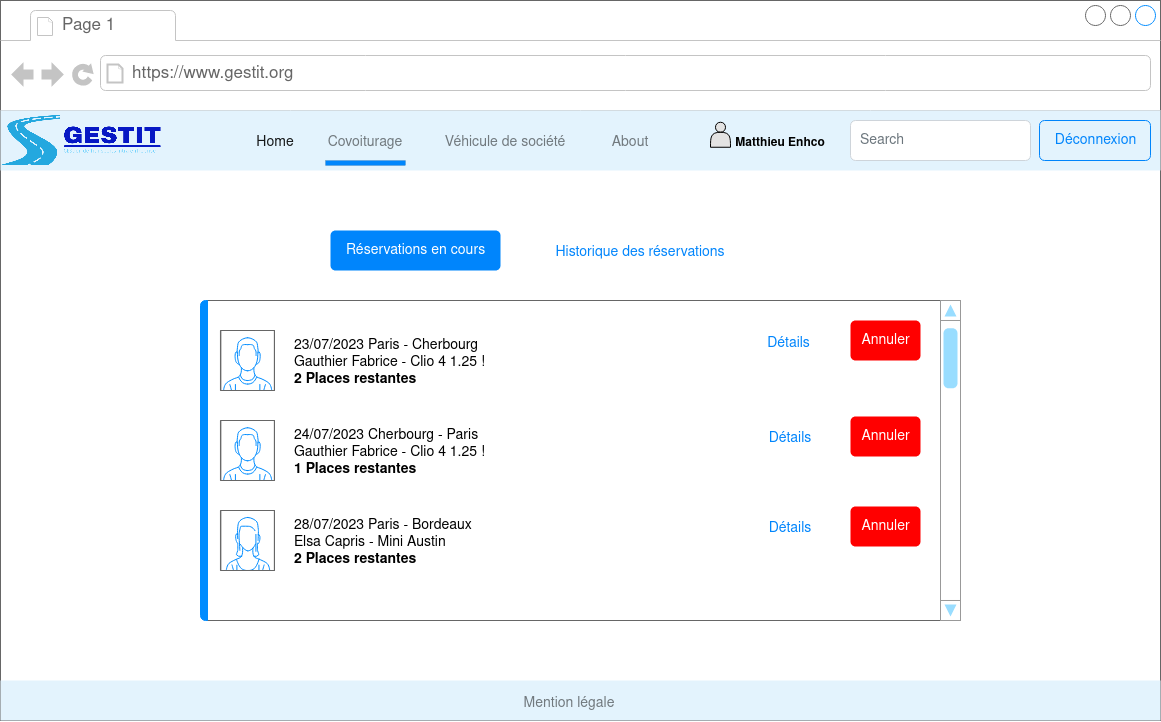 Page 1
https://www.gestit.org
GESTIT
Home
Covoiturage
Véhicule de société
About
Matthieu Enhco
Search
Déconnexion
Réservations en cours
Historique des réservations
23/07/2023 Paris - Cherbourg
Gauthier Fabrice - Clio 4 1.25 !
2 Places restantes
Détails
Annuler
24/07/2023 Cherbourg - Paris
Gauthier Fabrice - Clio 4 1.25 !
1 Places restantes
Détails
Annuler
28/07/2023 Paris - Bordeaux
Elsa Capris - Mini Austin
2 Places restantes
Détails
Annuler
Mention légale